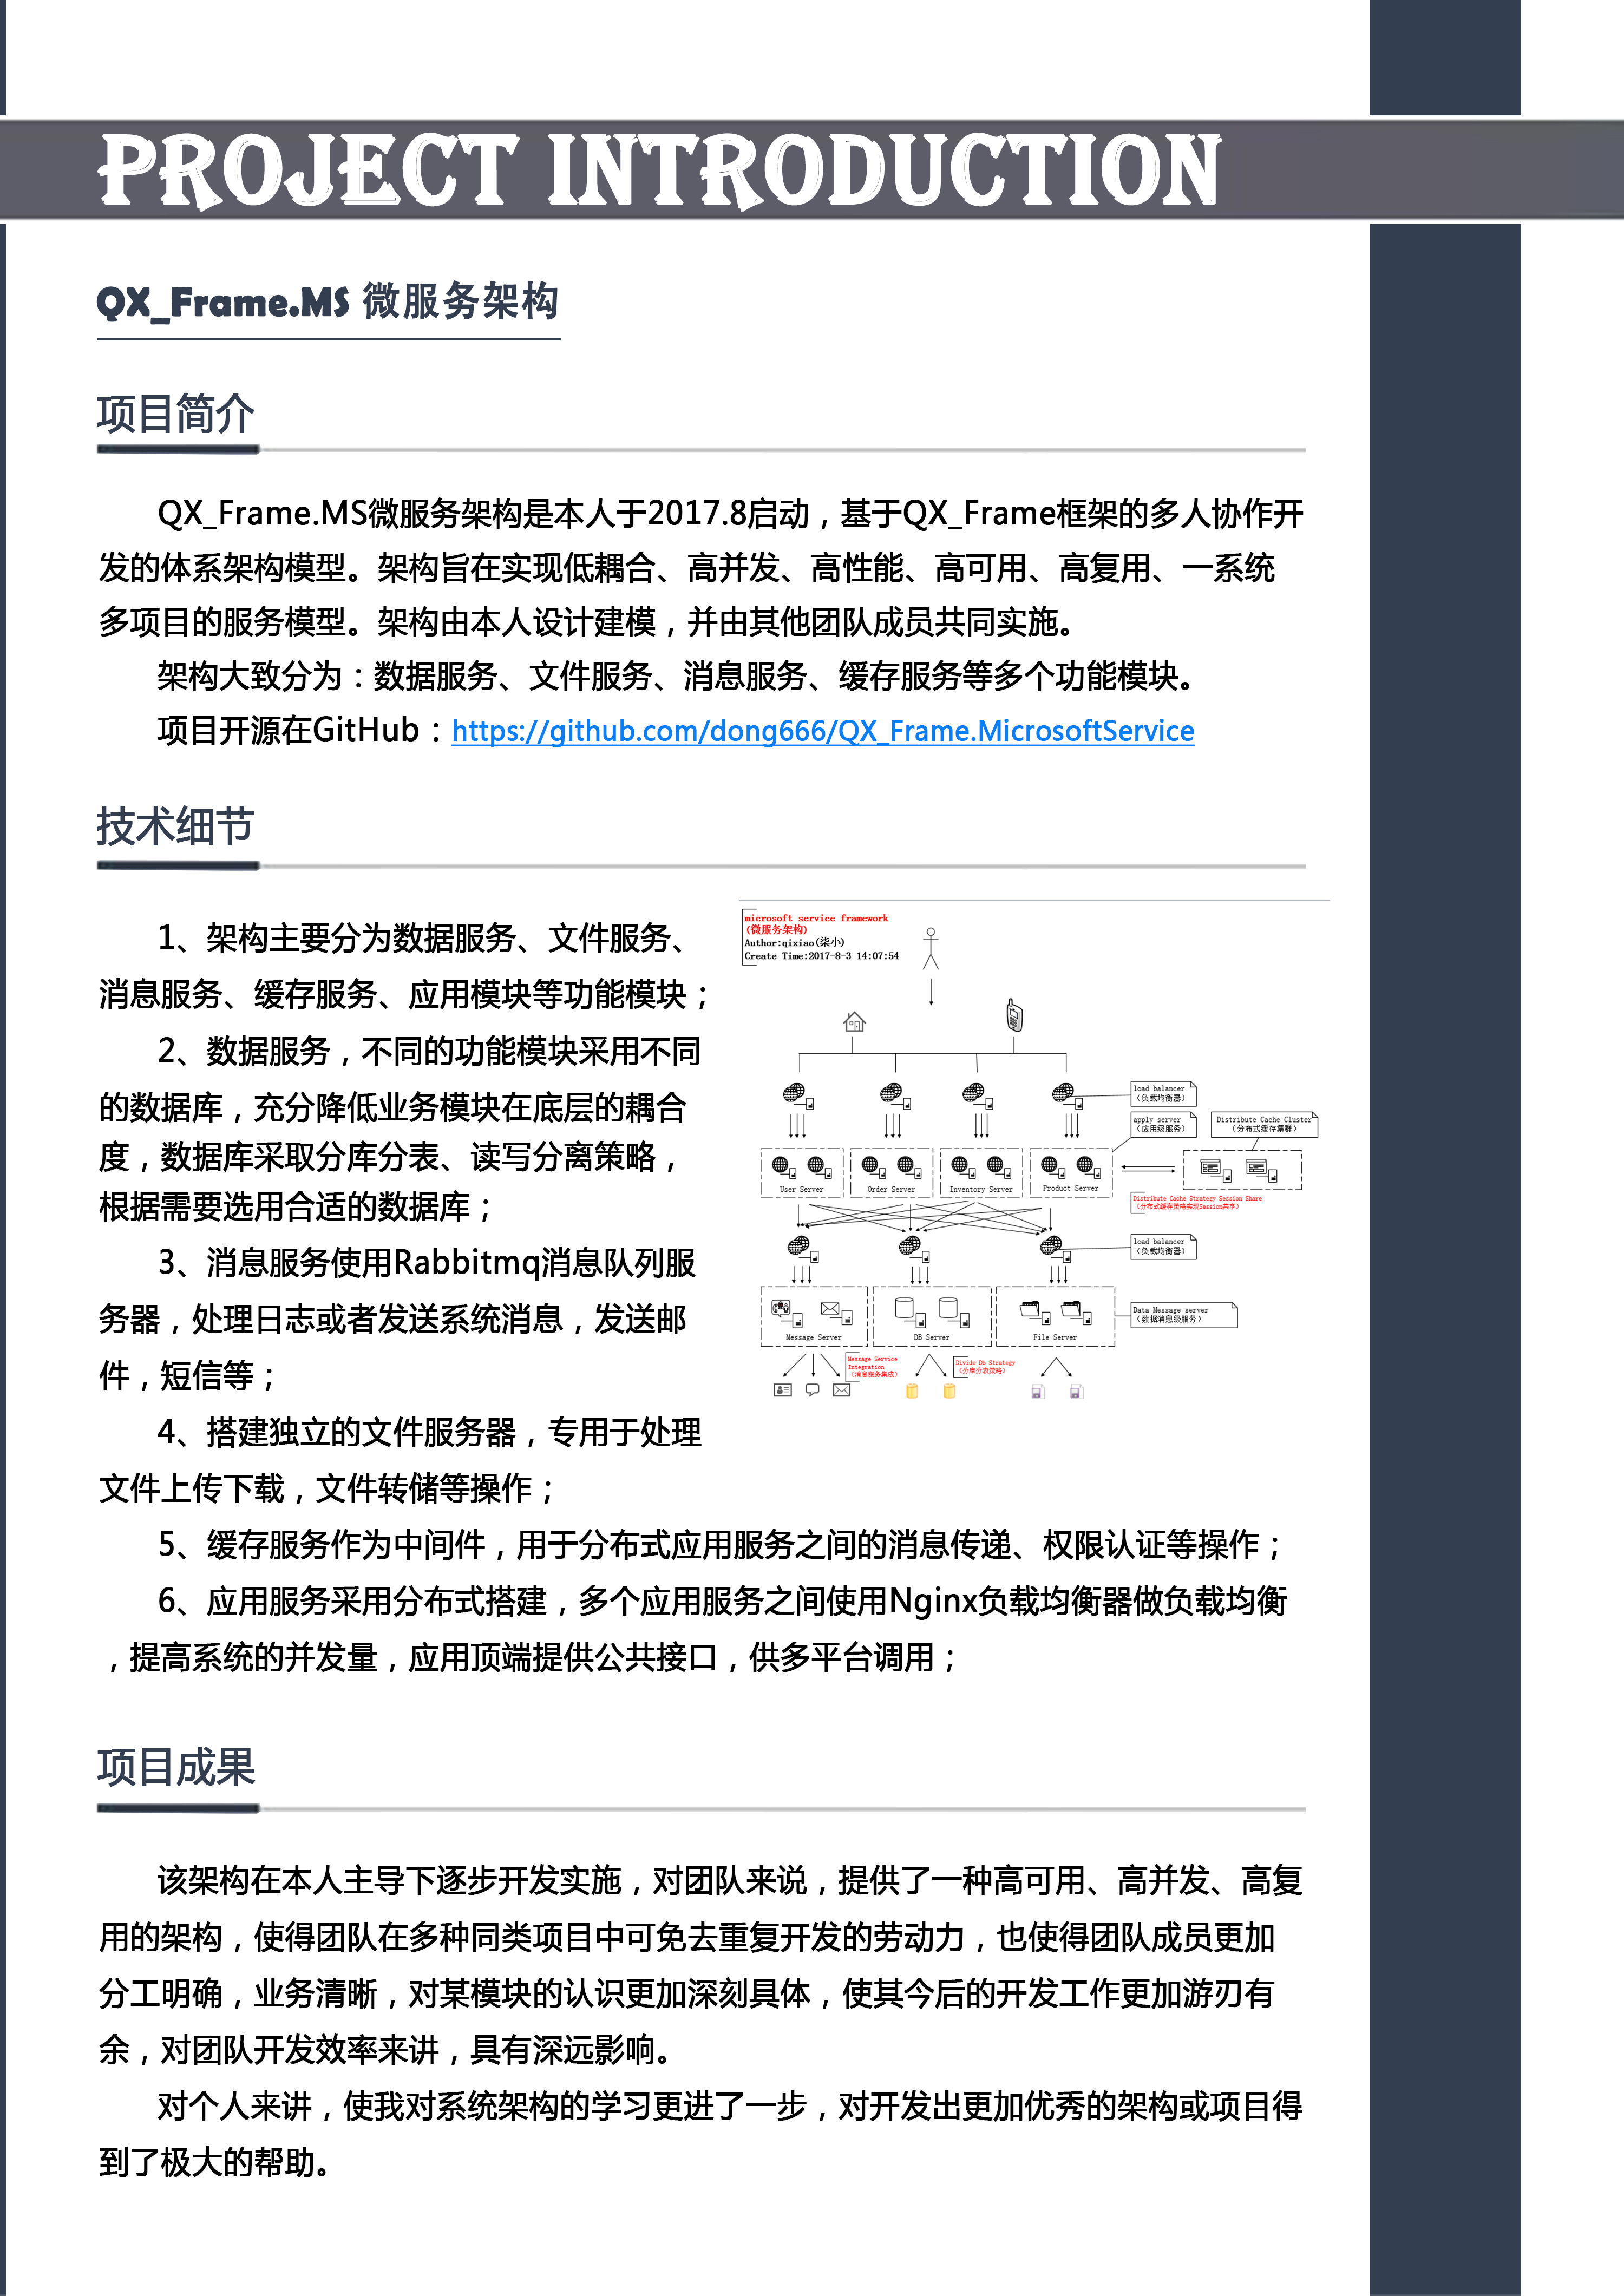 PROJECT INTRODUCTION
QX_Frame.MS 微服务架构
项目简介
QX_Frame.MS微服务架构是本人于2017.8启动，基于QX_Frame框架的多人协作开
发的体系架构模型。架构旨在实现低耦合、高并发、高性能、高可用、高复用、一系统
多项目的服务模型。架构由本人设计建模，并由其他团队成员共同实施。
架构大致分为：数据服务、文件服务、消息服务、缓存服务等多个功能模块。
项目开源在GitHub：https://github.com/dong666/QX_Frame.MicrosoftService
技术细节
1、架构主要分为数据服务、文件服务、
消息服务、缓存服务、应用模块等功能模块；
2、数据服务，不同的功能模块采用不同
的数据库，充分降低业务模块在底层的耦合
度，数据库采取分库分表、读写分离策略，
根据需要选用合适的数据库；
3、消息服务使用Rabbitmq消息队列服
务器，处理日志或者发送系统消息，发送邮
件，短信等；
4、搭建独立的文件服务器，专用于处理
文件上传下载，文件转储等操作；
5、缓存服务作为中间件，用于分布式应用服务之间的消息传递、权限认证等操作；
6、应用服务采用分布式搭建，多个应用服务之间使用Nginx负载均衡器做负载均衡
，提高系统的并发量，应用顶端提供公共接口，供多平台调用；
microsoft service framework
(微服务架构)
Author:qixiao(柒小)
Create Time:2017-8-3 14:07:54
load balancer
（负载均衡器）
apply server
（应用级服务）
Distribute Cache Cluster
（分布式缓存集群）
User Server
Order Server
Inventory Server
Product Server
Distribute Cache Strategy Session Share
（分布式缓存策略实现Session共享）
load balancer
（负载均衡器）
Data Message server
（数据消息级服务）
Message Server
DB Server
File Server
Message Service
Integration
（消息服务集成）
Divide Db Strategy
（分库分表策略）
项目成果
该架构在本人主导下逐步开发实施，对团队来说，提供了一种高可用、高并发、高复
用的架构，使得团队在多种同类项目中可免去重复开发的劳动力，也使得团队成员更加
分工明确，业务清晰，对某模块的认识更加深刻具体，使其今后的开发工作更加游刃有
余，对团队开发效率来讲，具有深远影响。
对个人来讲，使我对系统架构的学习更进了一步，对开发出更加优秀的架构或项目得
到了极大的帮助。